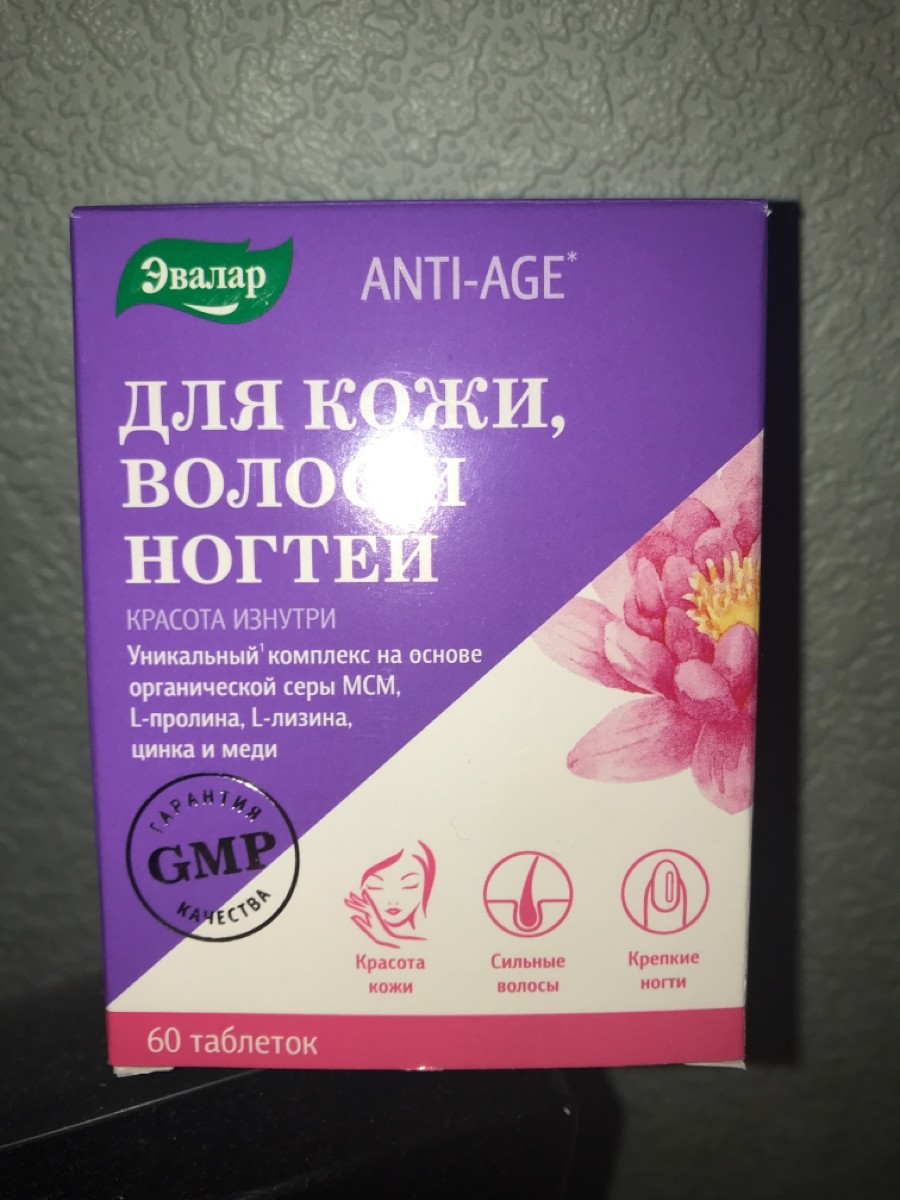 Эвалар
ANTI-AGE*
ДЛЯ КОЖИ,
ВОЛОС И
НОГТЕЙ
КРАСОТА ИЗНУТРИ
Уникальный¹ комплекс на основе
органической серы МСМ,
L-пролина, L-лизина,
цинка и меди
ГАРАНТИЯ
GMP
КАЧЕСТВА
Красота
кожи
Сильные
волосы
Крепкие
ногти
60 таблеток